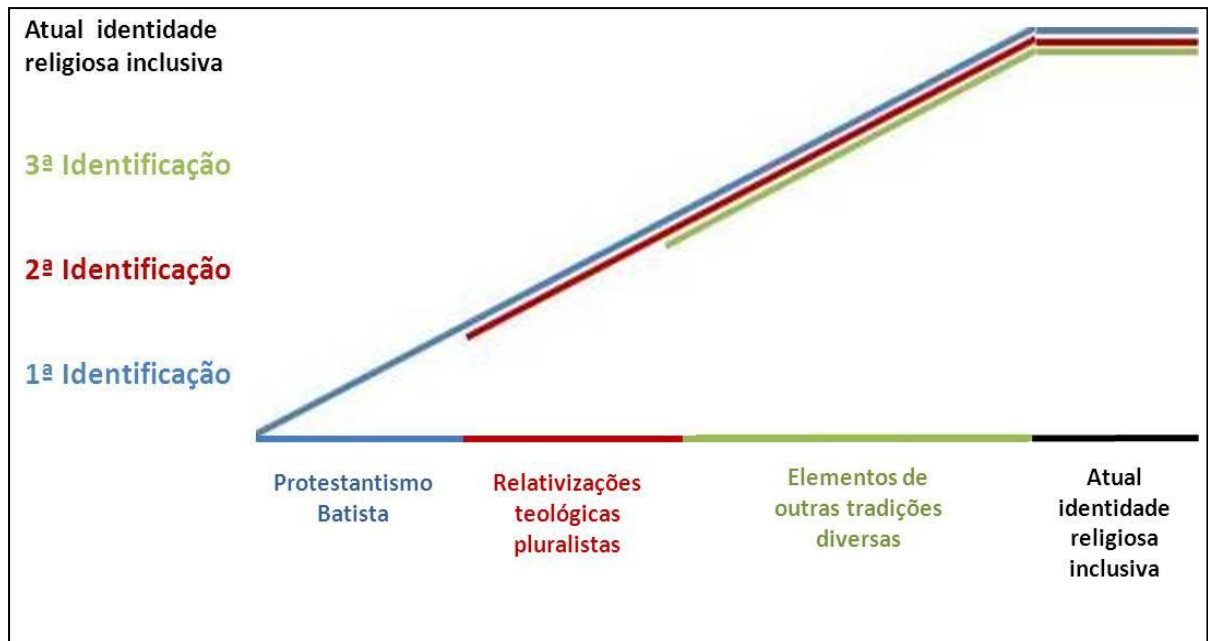 Atual identidade
religiosa inclusiva
3ª Identificação
2ª Identificação
1ª Identificação
Protestantismo
Batista
Relativizações
teológicas
pluralistas
Elementos de
outras tradições
diversas
Atual
identidade
religiosa
inclusiva